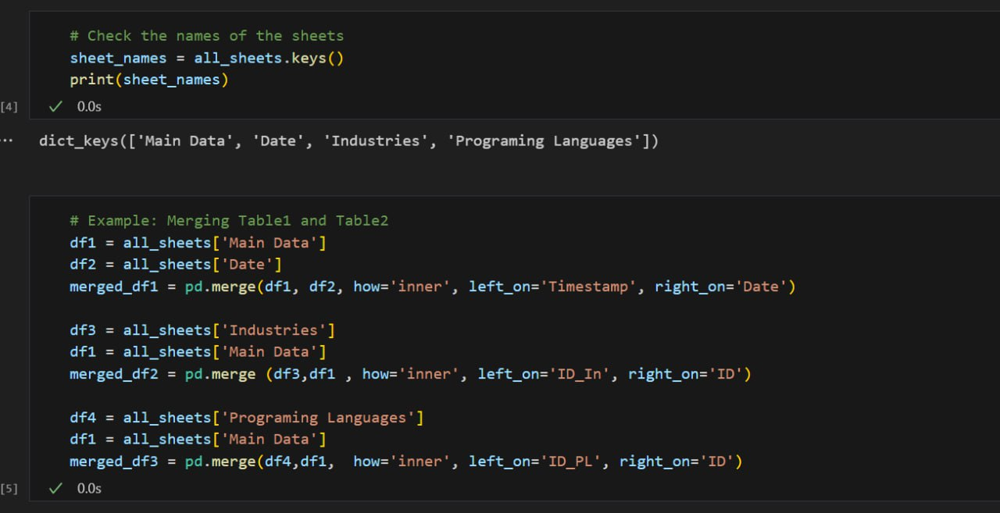 # Check the names of the sheets
sheet_names = all_sheets.keys()
print(sheet_names)
[4]
✓ 0.0s
... dict_keys(['Main Data', 'Date', 'Industries', 'Programing Languages'])
# Example: Merging Table1 and Table2
df1 = all_sheets['Main Data']
df2 = all_sheets['Date']
merged_df1 = pd.merge(df1, df2, how='inner', left_on='Timestamp', right_on='Date')
df3 = all_sheets['Industries']
df1 = all_sheets['Main Data']
merged_df2 = pd.merge (df3,df1 , how='inner', left_on='ID_In', right_on='ID')
df4 = all_sheets['Programing Languages']
df1 = all_sheets['Main Data']
merged_df3 = pd.merge(df4,df1,  how='inner', left_on='ID_PL', right_on='ID')
[5]
✓ 0.0s